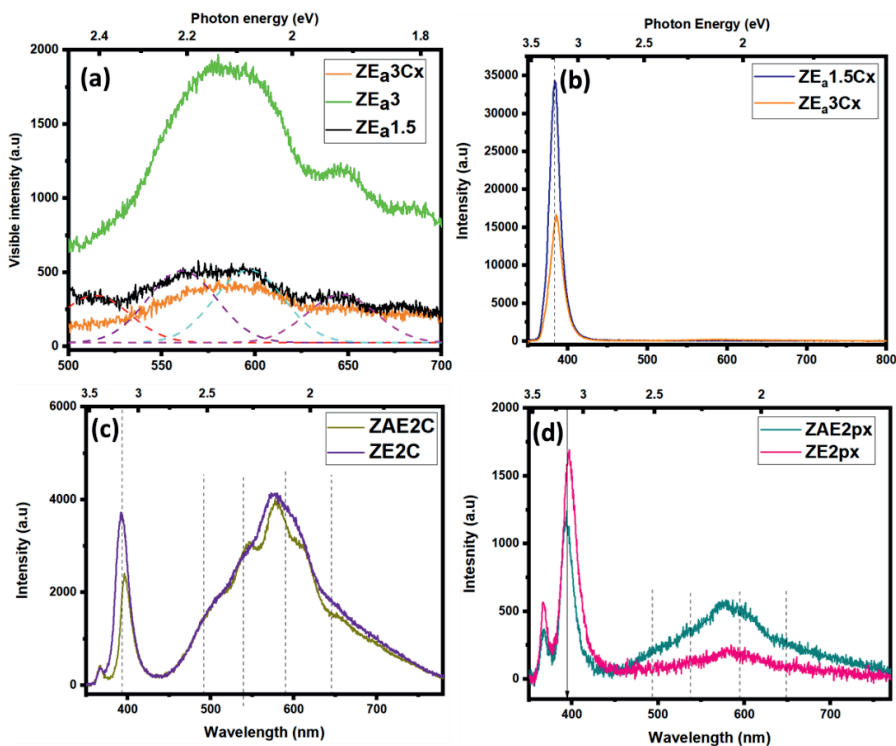 Photon energy (eV)
2.4 2.2 2 1.8
(a)
ZEa3Cx
ZEa3
ZEa1.5
Visible intensity (a.u)
2000
1500
1000
500
0
500 550 600 650 700
Photon Energy (eV)
3.5 3 2.5 2
(b)
ZEa1.5Cx
ZEa3Cx
Intensity (a.u)
35000
30000
25000
20000
15000
10000
5000
0
400 500 600 700 800
3.5 3 2.5 2
(c)
ZAE2C
ZE2C
Intensity (a.u)
6000
4000
2000
0
400 500 600 700
Wavelength (nm)
3.5 3 2.5 2
(d)
ZAE2px
ZE2px
Intesnity (a.u)
2000
1500
1000
500
0
400 500 600 700
Wavelength (nm)